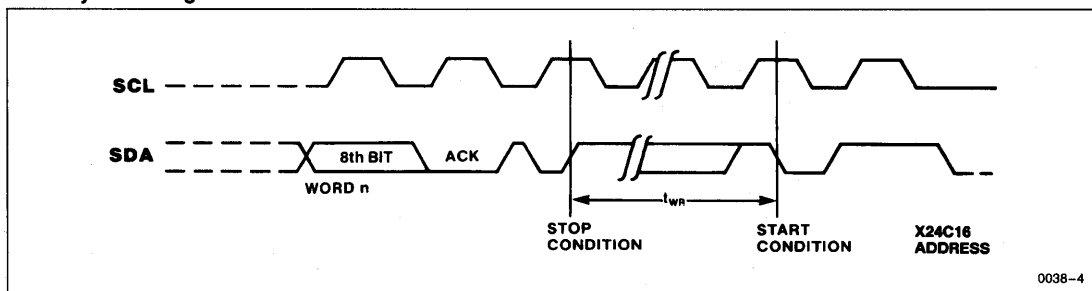 SCL
SDA
8th BIT
ACK
WORD n
tWR
STOP
CONDITION
START
CONDITION
X24C16
ADDRESS
0038–4